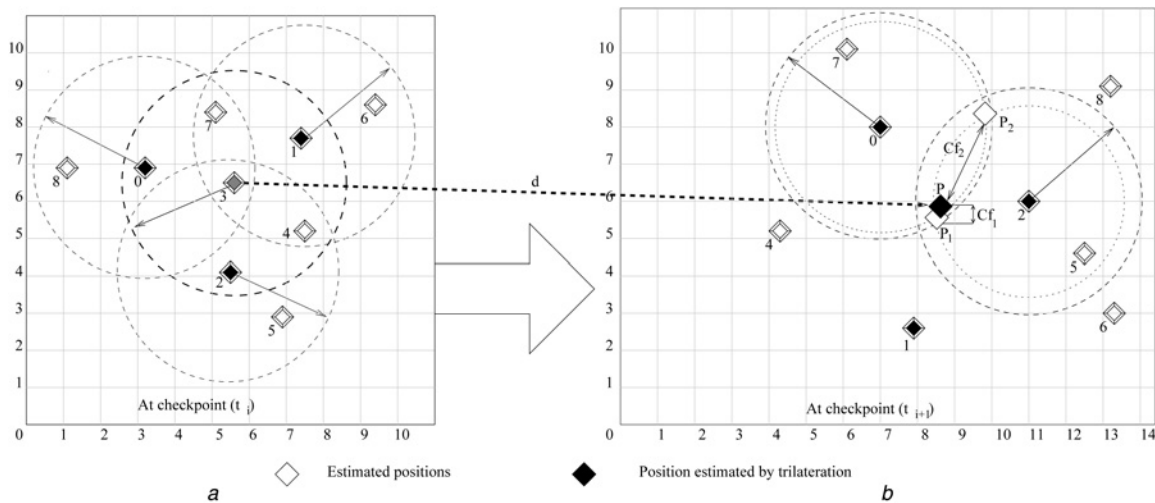 10
9
8
7
6
5
4
3
2
1
0 1 2 3 4 5 6 7 8 9 10
7
1
6
8
0
3
4
2
5
At checkpoint (t i)
a
d
10
9
8
7
6
5
4
3
2
1
0 1 2 3 4 5 6 7 8 9 10 11 12 13 14
7
8
0
P2
Cf2
P
Cf1
P1
2
4
5
6
1
At checkpoint (t i+1)
b
Estimated positions
Position estimated by trilateration